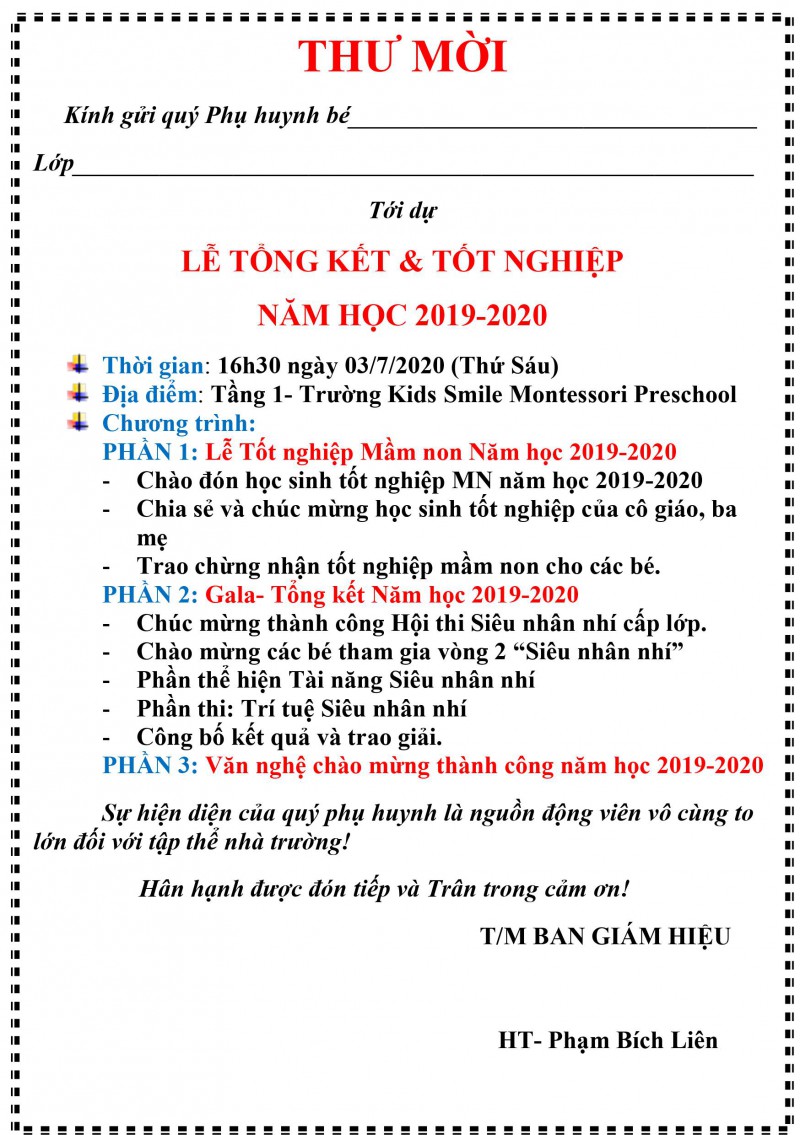 THƯ MỜI
Kính gửi quý Phụ huynh bé__________________________________
Lớp_________________________________________________________
Tới dự
LỄ TỔNG KẾT & TỐT NGHIỆP
NĂM HỌC 2019-2020
Thời gian: 16h30 ngày 03/7/2020 (Thứ Sáu)
Địa điểm: Tầng 1- Trường Kids Smile Montessori Preschool
Chương trình:
PHẦN 1: Lễ Tốt nghiệp Mầm non Năm học 2019-2020
- Chào đón học sinh tốt nghiệp MN năm học 2019-2020
- Chia sẻ và chúc mừng học sinh tốt nghiệp của cô giáo, ba
mẹ
- Trao chừng nhận tốt nghiệp mầm non cho các bé.
PHẦN 2: Gala- Tổng kết Năm học 2019-2020
- Chúc mừng thành công Hội thi Siêu nhân nhí cấp lớp.
- Chào mừng các bé tham gia vòng 2 “Siêu nhân nhí”
- Phần thể hiện Tài năng Siêu nhân nhí
- Phần thi: Trí tuệ Siêu nhân nhí
- Công bố kết quả và trao giải.
PHẦN 3: Văn nghệ chào mừng thành công năm học 2019-2020
Sự hiện diện của quý phụ huynh là nguồn động viên vô cùng to
lớn đối với tập thể nhà trường!
Hân hạnh được đón tiếp và Trân trong cảm ơn!
T/M BAN GIÁM HIỆU
HT- Phạm Bích Liên